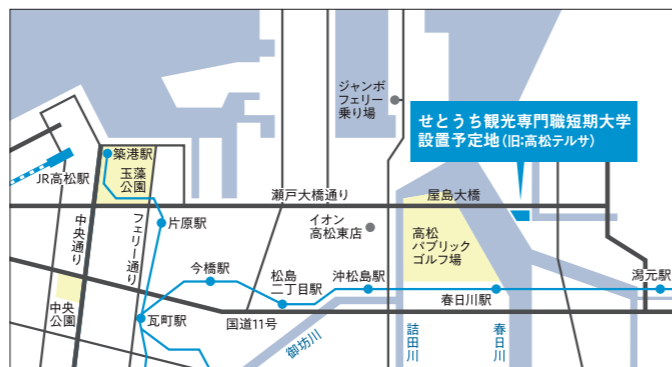 ジャンボ
フェリー
乗り場
せとうち観光専門職短期大学
設置予定地(旧:高松テルサ)
築港駅
玉藻
公園
JR高松駅
瀬戸大橋通り
屋島大橋
中央通り
フェリー通り
片原駅
イオン
高松東店
高松
パブリック
ゴルフ場
今橋駅
松島
二丁目駅
沖松島駅
潟元駅
春日川駅
中央
公園
瓦町駅
国道11号
御坊川
詰田川
春日川